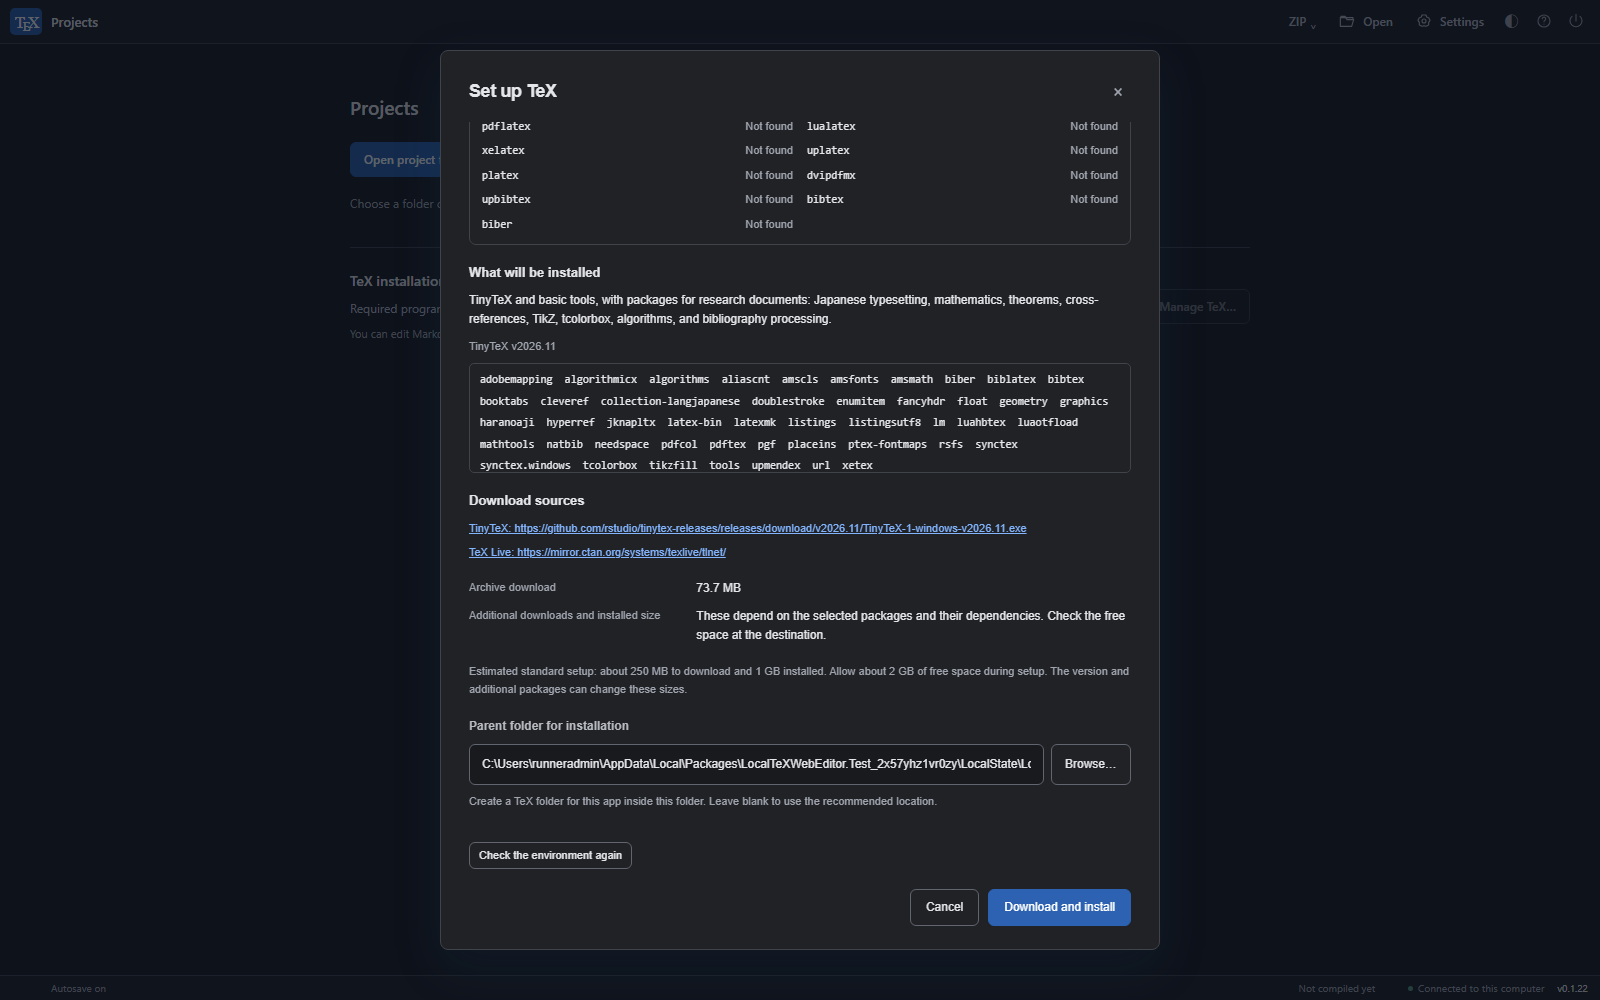 TeX Projects
ZIP Open Settings
Set up TeX
×
Projects
Open project
Choose a folder
TeX installation
Required progra
You can edit Mark
Manage TeX...
pdflatex Not found lualatex Not found
xelatex Not found uplatex Not found
platex Not found dvipdfmx Not found
upbibtex Not found bibtex Not found
biber Not found
What will be installed
TinyTeX and basic tools, with packages for research documents: Japanese typesetting, mathematics, theorems, cross-
references, TikZ, tcolorbox, algorithms, and bibliography processing.
TinyTeX v2026.11
adobemapping algorithmicx algorithms aliascnt amscls amsfonts amsmath biber biblatex bibtex
booktabs cleveref collection-langjapanese doublestroke enumitem fancyhdr float geometry graphics
haranoaji hyperref jknapltx latex-bin latexmk listings listingsutf8 lm luahbtex luaotfload
mathtools natbib needspace pdfcol pdftex pgf placeins ptex-fontmaps rsfs synctex
synctex.windows tcolorbox tikzfill tools upmendex url xetex
Download sources
TinyTeX: https://github.com/rstudio/tinytex-releases/releases/download/v2026.11/TinyTeX-1-windows-v2026.11.exe
TeX Live: https://mirror.ctan.org/systems/texlive/tlnet/
Archive download 73.7 MB
Additional downloads and installed size These depend on the selected packages and their dependencies. Check the free
space at the destination.
Estimated standard setup: about 250 MB to download and 1 GB installed. Allow about 2 GB of free space during setup. The version and
additional packages can change these sizes.
Parent folder for installation
C:\Users\runneradmin\AppData\Local\Packages\LocalTeXWebEditor.Test_2x57yhz1vr0zy\LocalState\Lo
Browse...
Create a TeX folder for this app inside this folder. Leave blank to use the recommended location.
Check the environment again
Cancel Download and install
Autosave on Not compiled yet Connected to this computer v0.1.22